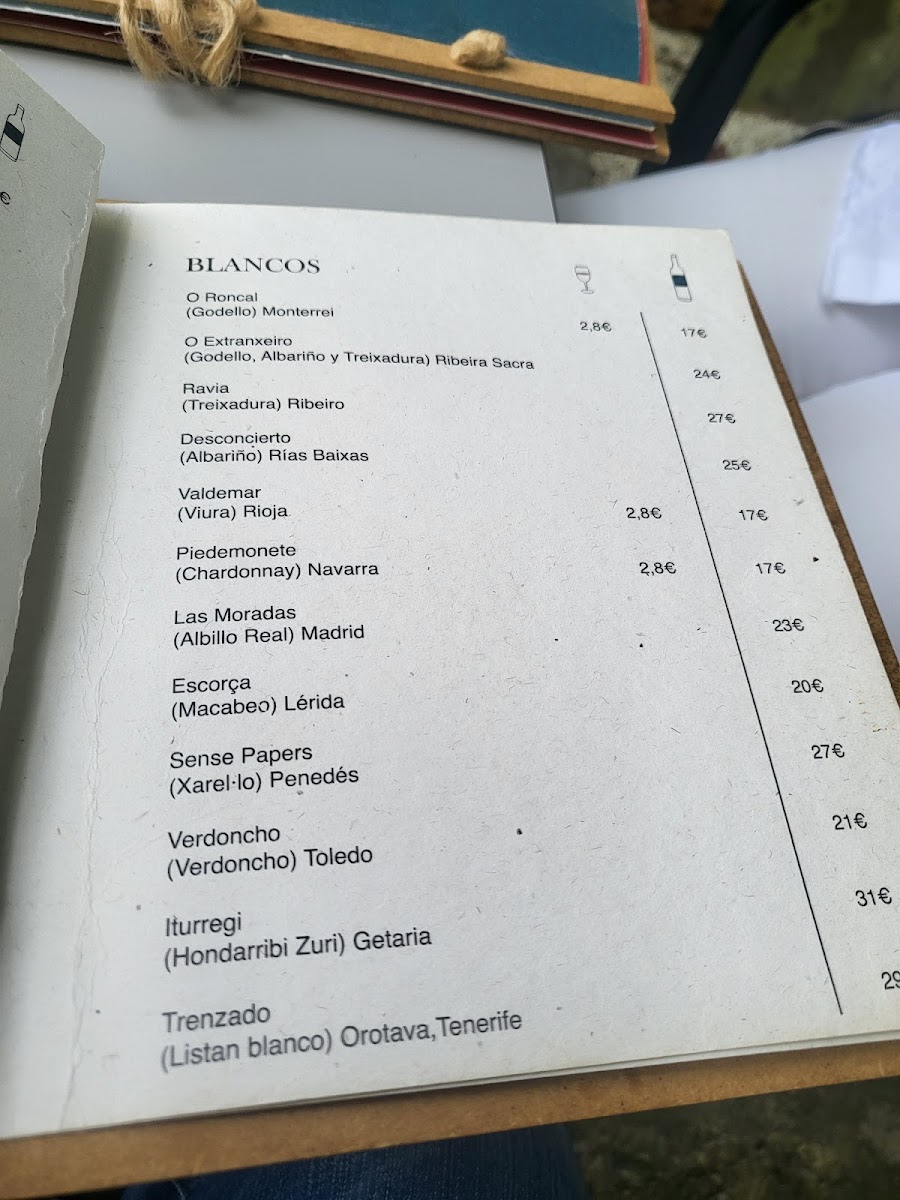 €
BLANCOS
O Roncal
(Godello) Monterrei 2,8€ 17€
O Extranxeiro
(Godello, Albariño y Treixadura) Ribeira Sacra 24€
Ravia
(Treixadura) Ribeiro 27€
Desconcierto
(Albariño) Rías Baixas 25€
Valdemar
(Viura) Rioja 2,8€ 17€
Piedemonete
(Chardonnay) Navarra 2,8€ 17€
Las Moradas
(Albillo Real) Madrid 23€
Escorça
(Macabeo) Lérida 20€
Sense Papers
(Xarel·lo) Penedés 27€
Verdoncho
(Verdoncho) Toledo 21€
Iturregi
(Hondarribi Zuri) Getaria 31€
Trenzado
(Listan blanco) Orotava,Tenerife 29